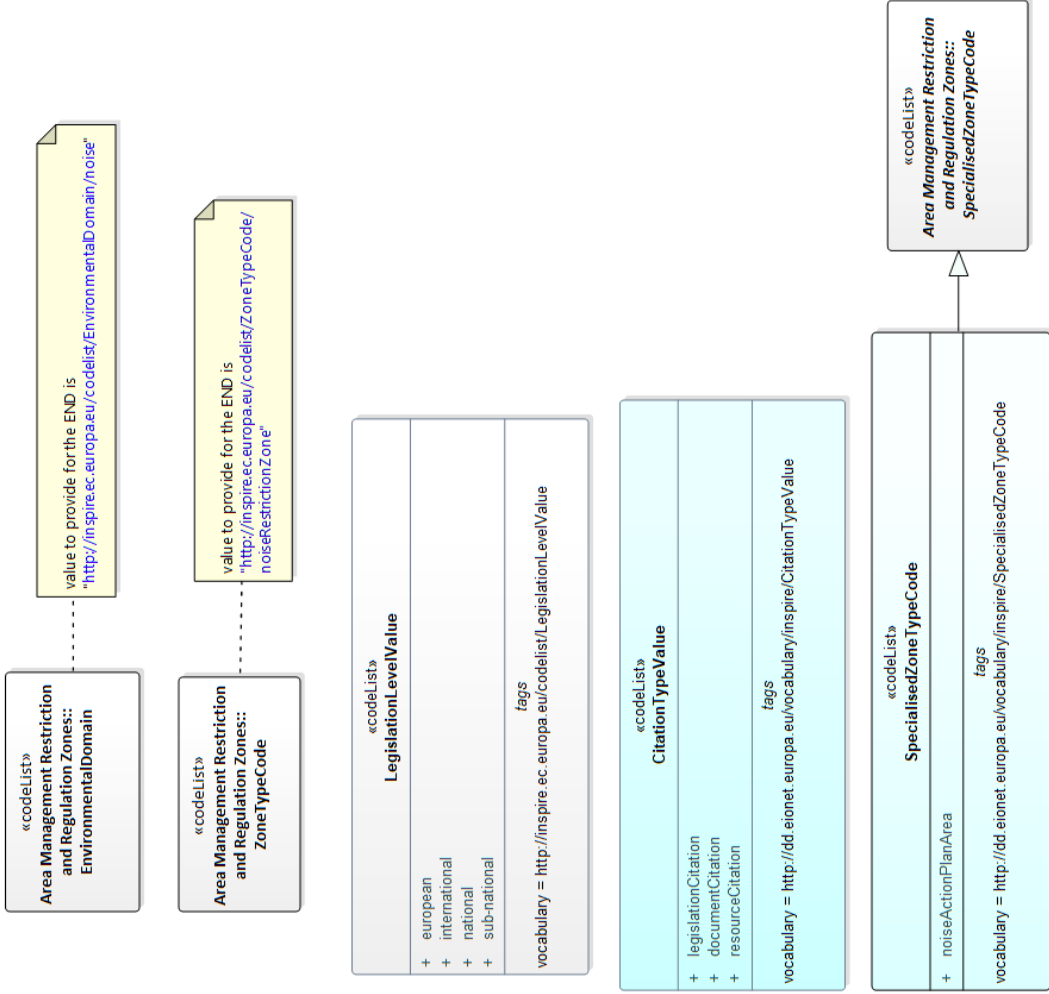 «codeList»
Area Management Restriction
and Regulation Zones::
EnvironmentalDomain
value to provide for the END is
"http://inspire.ec.europa.eu/codelist/EnvironmentalDomain/noise"
«codeList»
Area Management Restriction
and Regulation Zones::
ZoneTypeCode
value to provide for the END is
"http://inspire.ec.europa.eu/codelist/ZoneTypeCode/
noiseRestrictionZone"
«codeList»
LegislationLevelValue
+ european
+ international
+ national
+ sub-national
tags
vocabulary = http://inspire.ec.europa.eu/codelist/LegislationLevelValue
«codeList»
CitationTypeValue
+ legislationCitation
+ documentCitation
+ resourceCitation
tags
vocabulary = http://dd.eionet.europa.eu/vocabulary/inspire/CitationTypeValue
«codeList»
SpecialisedZoneTypeCode
+ noiseActionPlanArea
tags
vocabulary = http://dd.eionet.europa.eu/vocabulary/inspire/SpecialisedZoneTypeCode
«codeList»
Area Management Restriction
and Regulation Zones::
SpecialisedZoneTypeCode